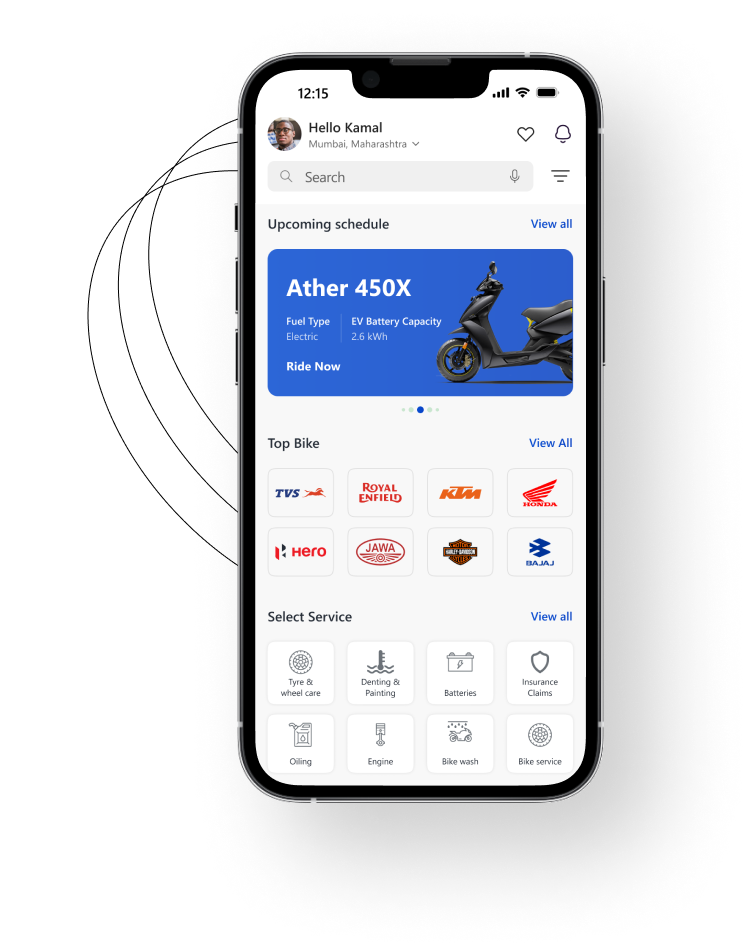 12:15
Hello Kamal
Mumbai, Maharashtra
Search
Upcoming schedule View all
Ather 450X
Fuel Type EV Battery Capacity
Electric 2.6 kWh
Ride Now
Top Bike View All
TVS ROYAL ENFIELD KTM HONDA
Hero JAWA HARLEY-DAVIDSON BAJAJ
Select Service View all
Tyre & Denting & Insurance
wheel care Painting Batteries Claims
Oiling Engine Bike wash Bike service